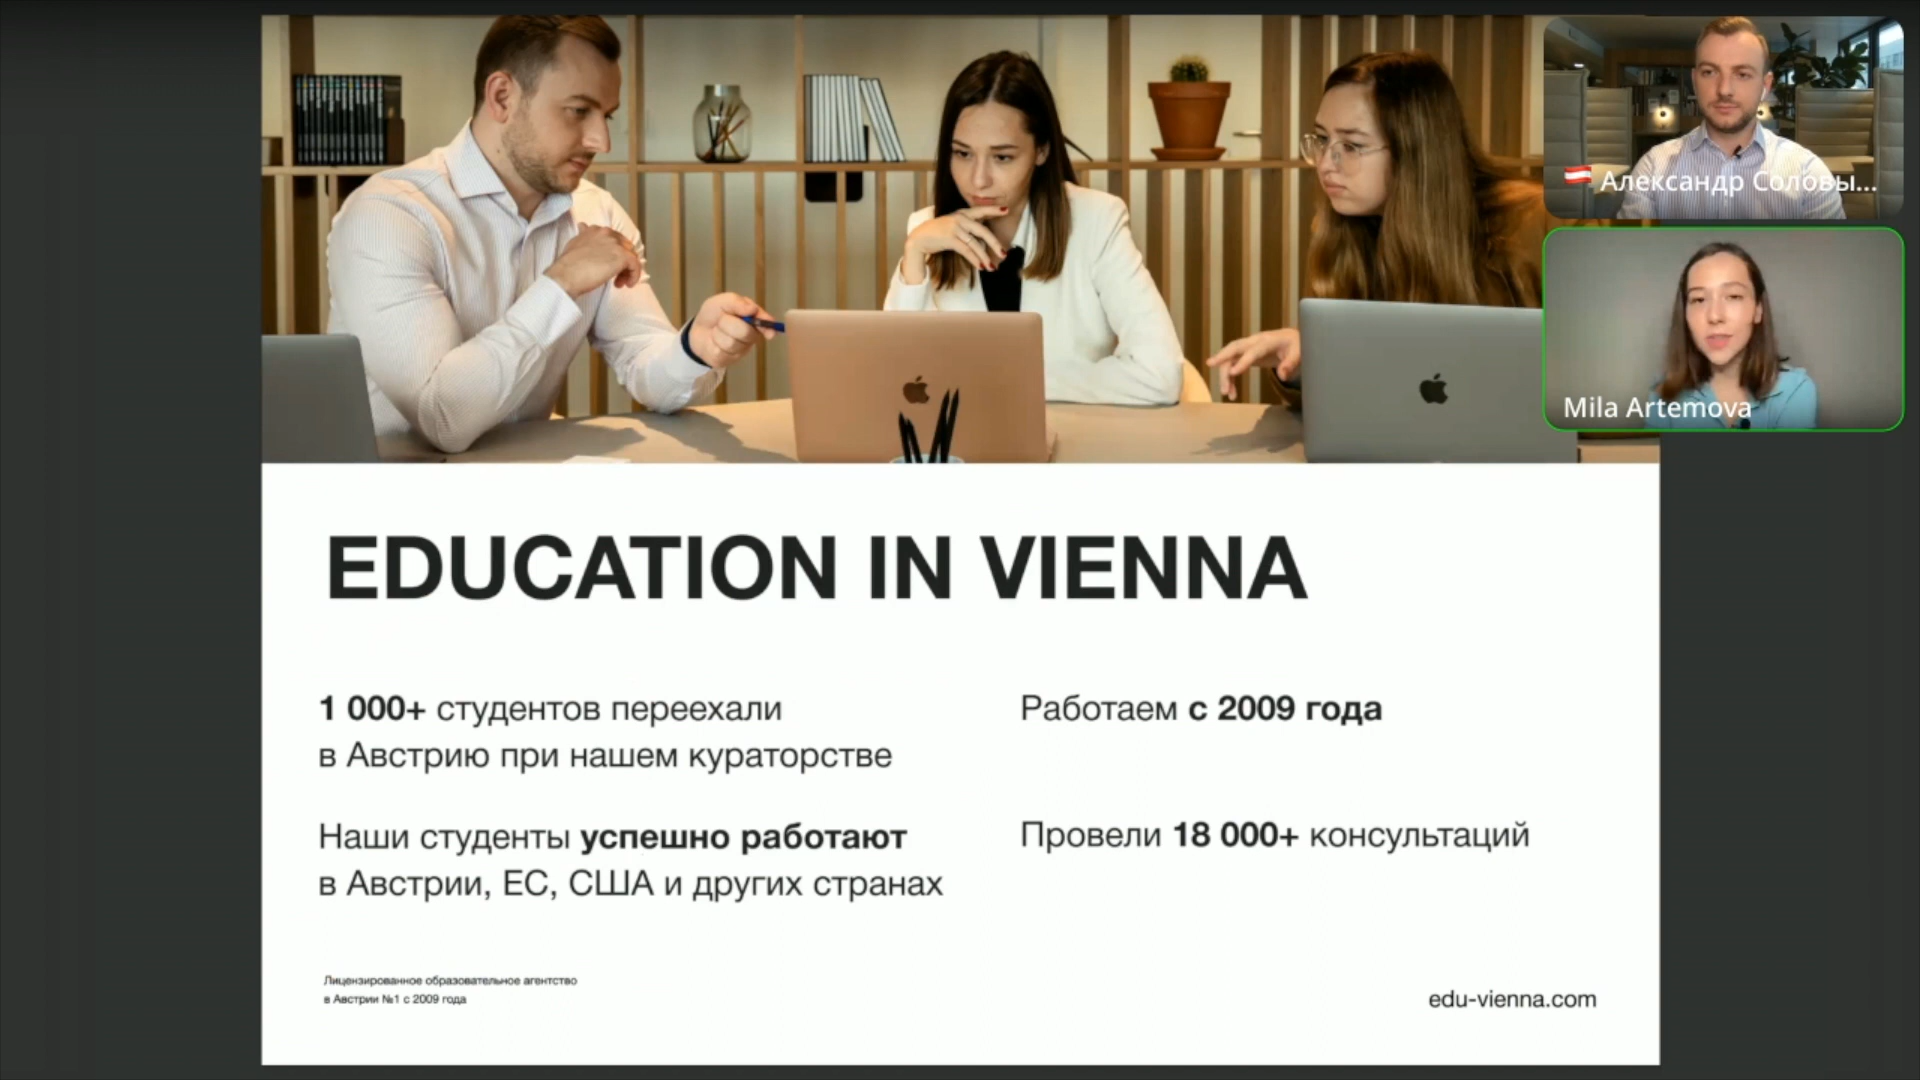 Александр Соловы...
Mila Artemova
EDUCATION IN VIENNA
1 000+ студентов переехали
в Австрию при нашем кураторстве
Работаем с 2009 года
Наши студенты успешно работают
в Австрии, ЕС, США и других странах
Провели 18 000+ консультаций
Лицензированное образовательное агентство
в Австрии №1 с 2009 года
edu-vienna.com